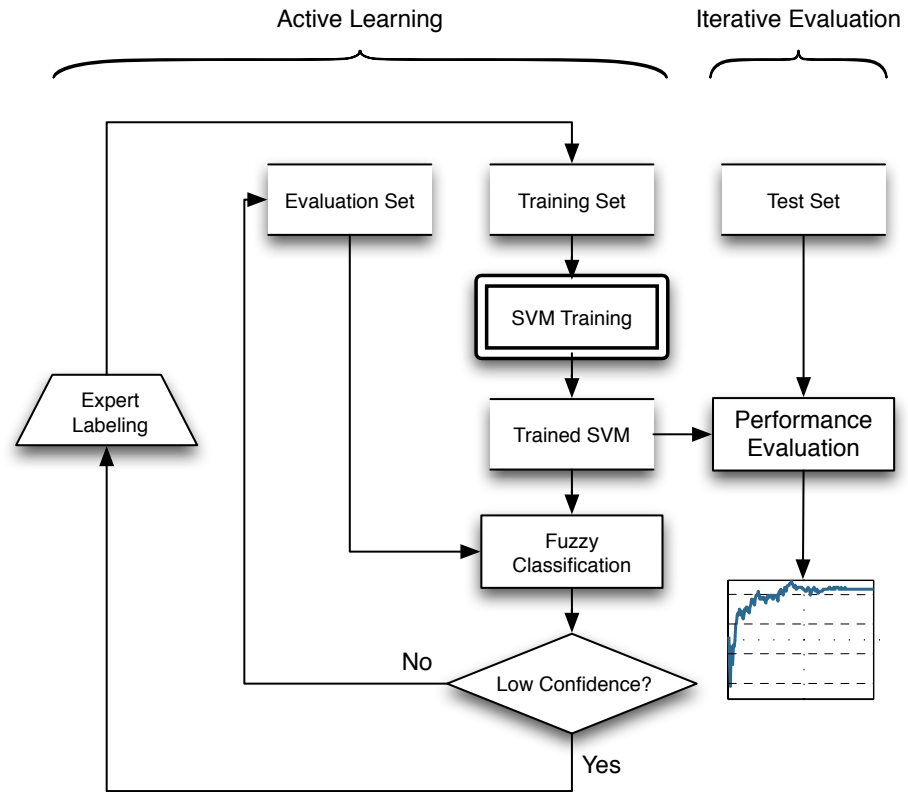 Active Learning
Iterative Evaluation
Evaluation Set
Training Set
Test Set
SVM Training
Expert
Labeling
Trained SVM
Performance
Evaluation
Fuzzy
Classification
No
Low Confidence?
Yes